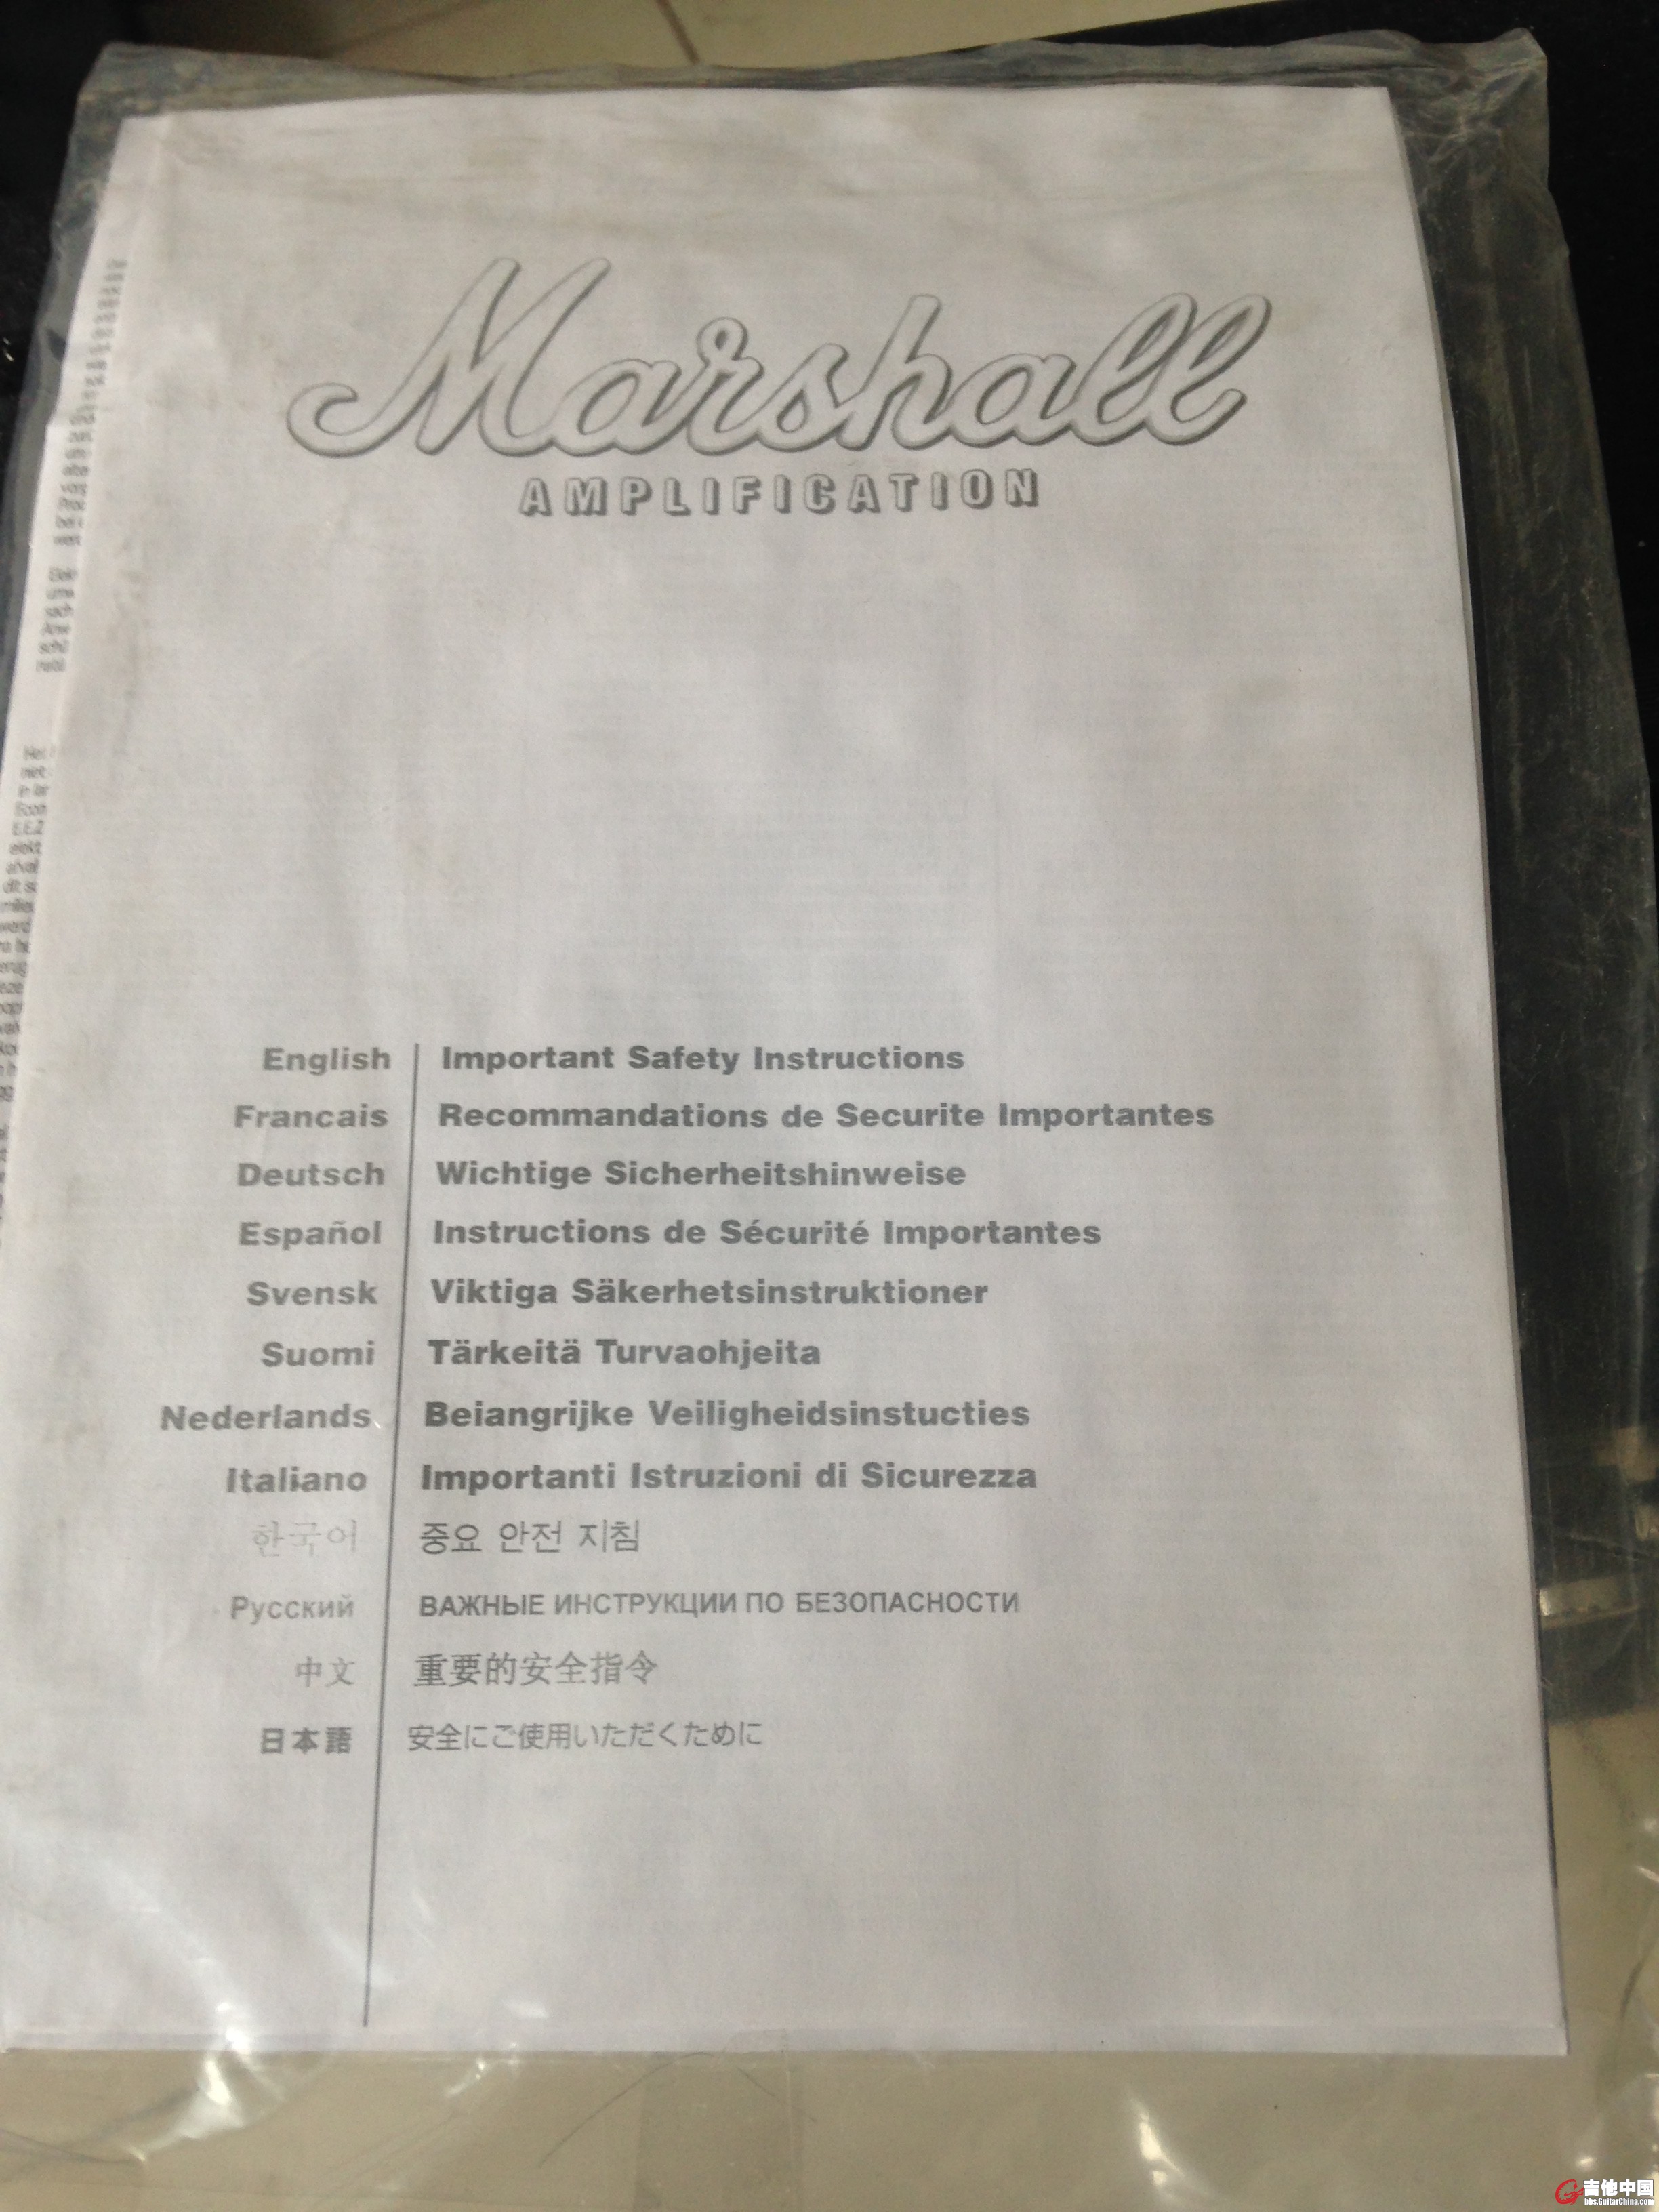 Marshall
AMPLIFICATION
English Important Safety Instructions
Francais Recommandations de Securite Importantes
Deutsch Wichtige Sicherheitshinweise
Español Instructions de Sécurité Importantes
Svensk Viktiga Säkerhetsinstruktioner
Suomi Tärkeitä Turvaohjeita
Nederlands Beiangrijke Veiligheidsinstucties
Italiano Importanti Istruzioni di Sicurezza
한국어 중요 안전 지침
Русский ВАЖНЫЕ ИНСТРУКЦИИ ПО БЕЗОПАСНОСТИ
中文 重要的安全指令
日本語 安全にご使用いただくために
吉他中国
bbs.GuitarChina.com